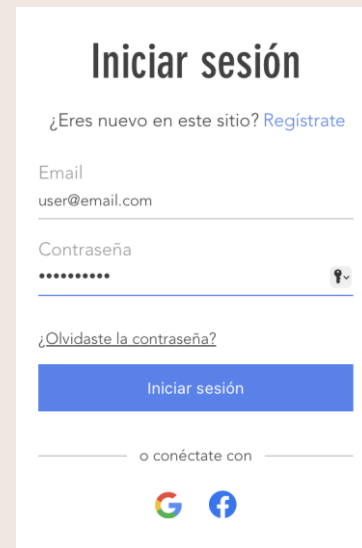 Iniciar sesión
¿Eres nuevo en este sitio? Regístrate
Email
user@email.com
Contraseña
••••••••••
¿Olvidaste la contraseña?
Iniciar sesión
o conéctate con